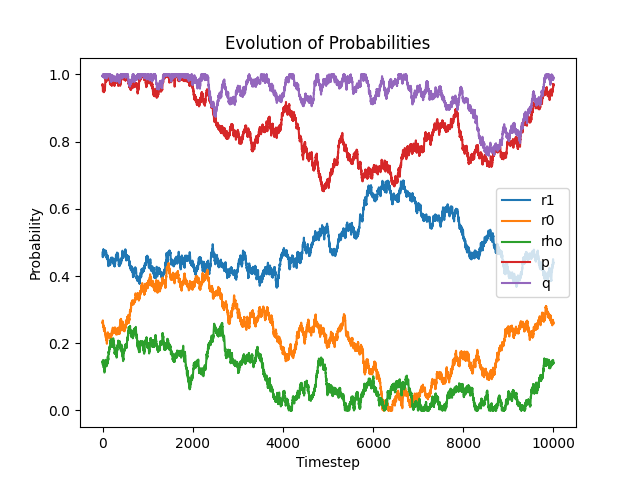 Evolution of Probabilities
1.0
0.8
0.6
0.4
0.2
0.0
Probability
r1
r0
rho
p
q
0 2000 4000 6000 8000 10000
Timestep